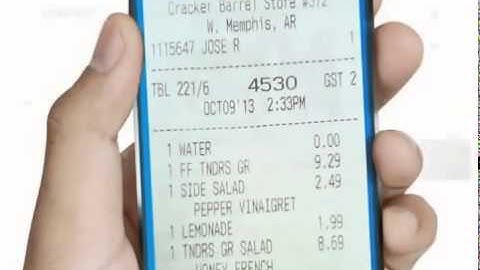 Cracker Barrel Store #372
W. Memphis, AR
1115647 JOSE R 1
TBL 221/6 4530 GST 2
OCT09'13 2:33PM
1 WATER 0.00
1 FF TNDRS GR 9.29
1 SIDE SALAD 2.49
PEPPER VINAIGRET
1 LEMONADE 1.99
1 TNDRS GR SALAD 8.69
HONEY FRENCH